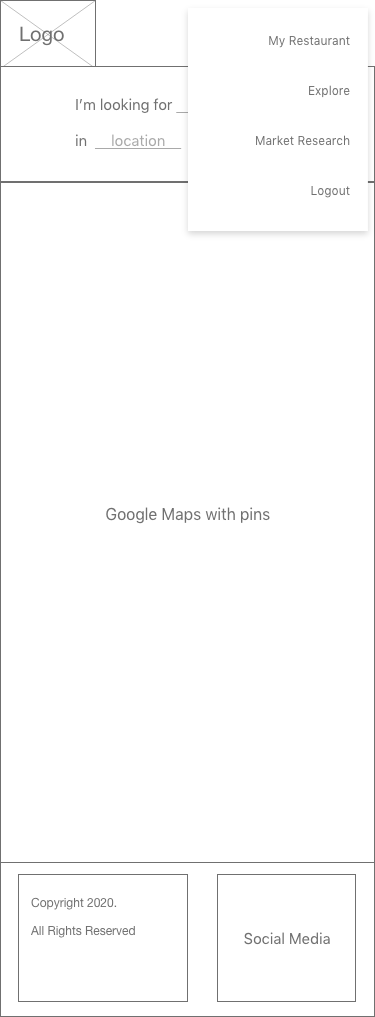 Logo
My Restaurant
Explore
Market Research
Logout
I'm looking for
in location
Google Maps with pins
Copyright 2020.
All Rights Reserved
Social Media